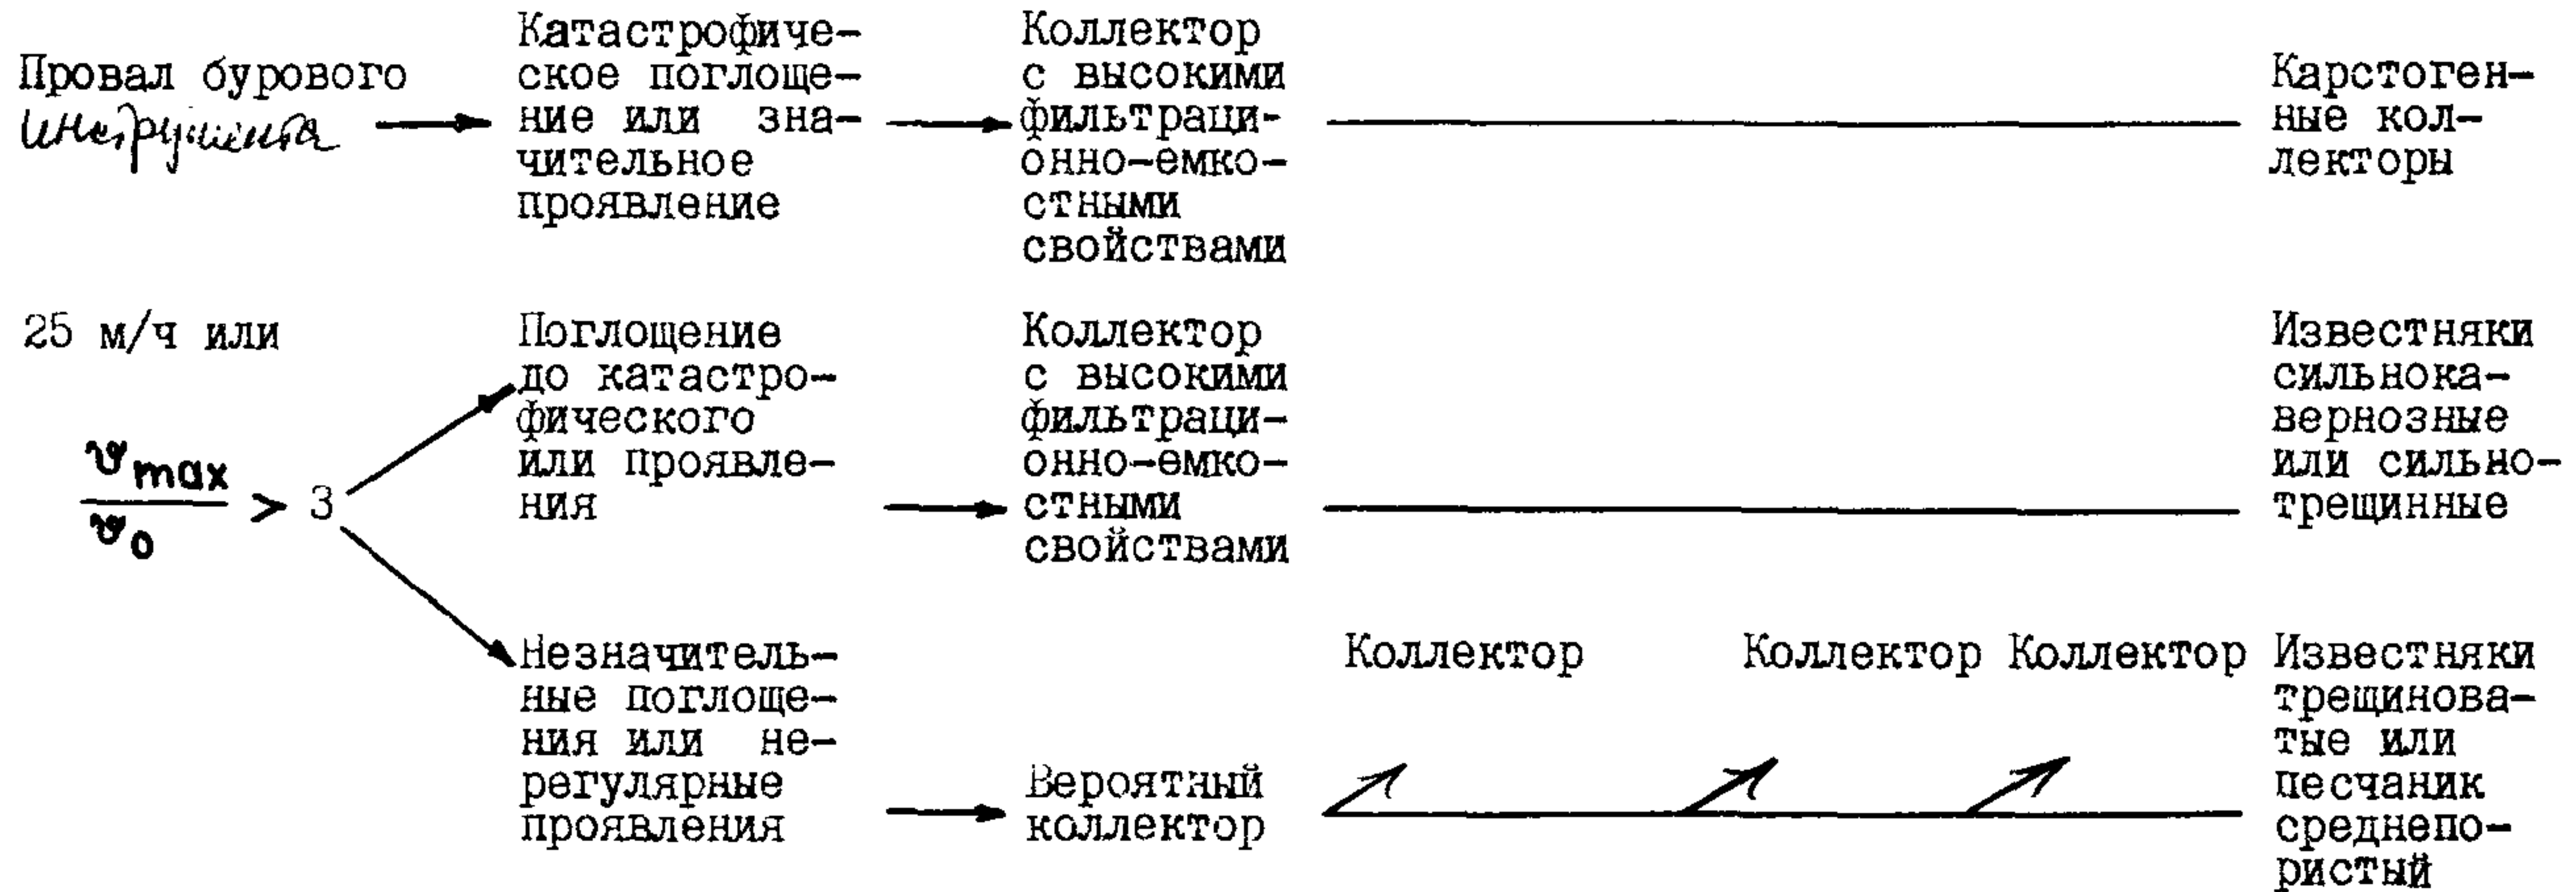 Провал бурового
инструмента
Катастрофиче-
ское поглоще-
ние или зна-
чительное
проявление
Коллектор
с высокими
фильтраци-
онно-емко-
стными
свойствами
Карстоген-
ные кол-
лекторы
25 м/ч или
v max
v0
> 3
Поглощение
до катастро-
фического
или проявле-
ния
Коллектор
с высокими
фильтраци-
онно-емко-
стными
свойствами
Известняки
сильнока-
вернозные
или сильно-
трещинные
Незначитель-
ные поглоще-
ния или не-
регулярные
проявления
Вероятный
коллектор
Коллектор
Коллектор
Коллектор
Известняки
трещинова-
тые или
песчаник
среднепо-
ристый